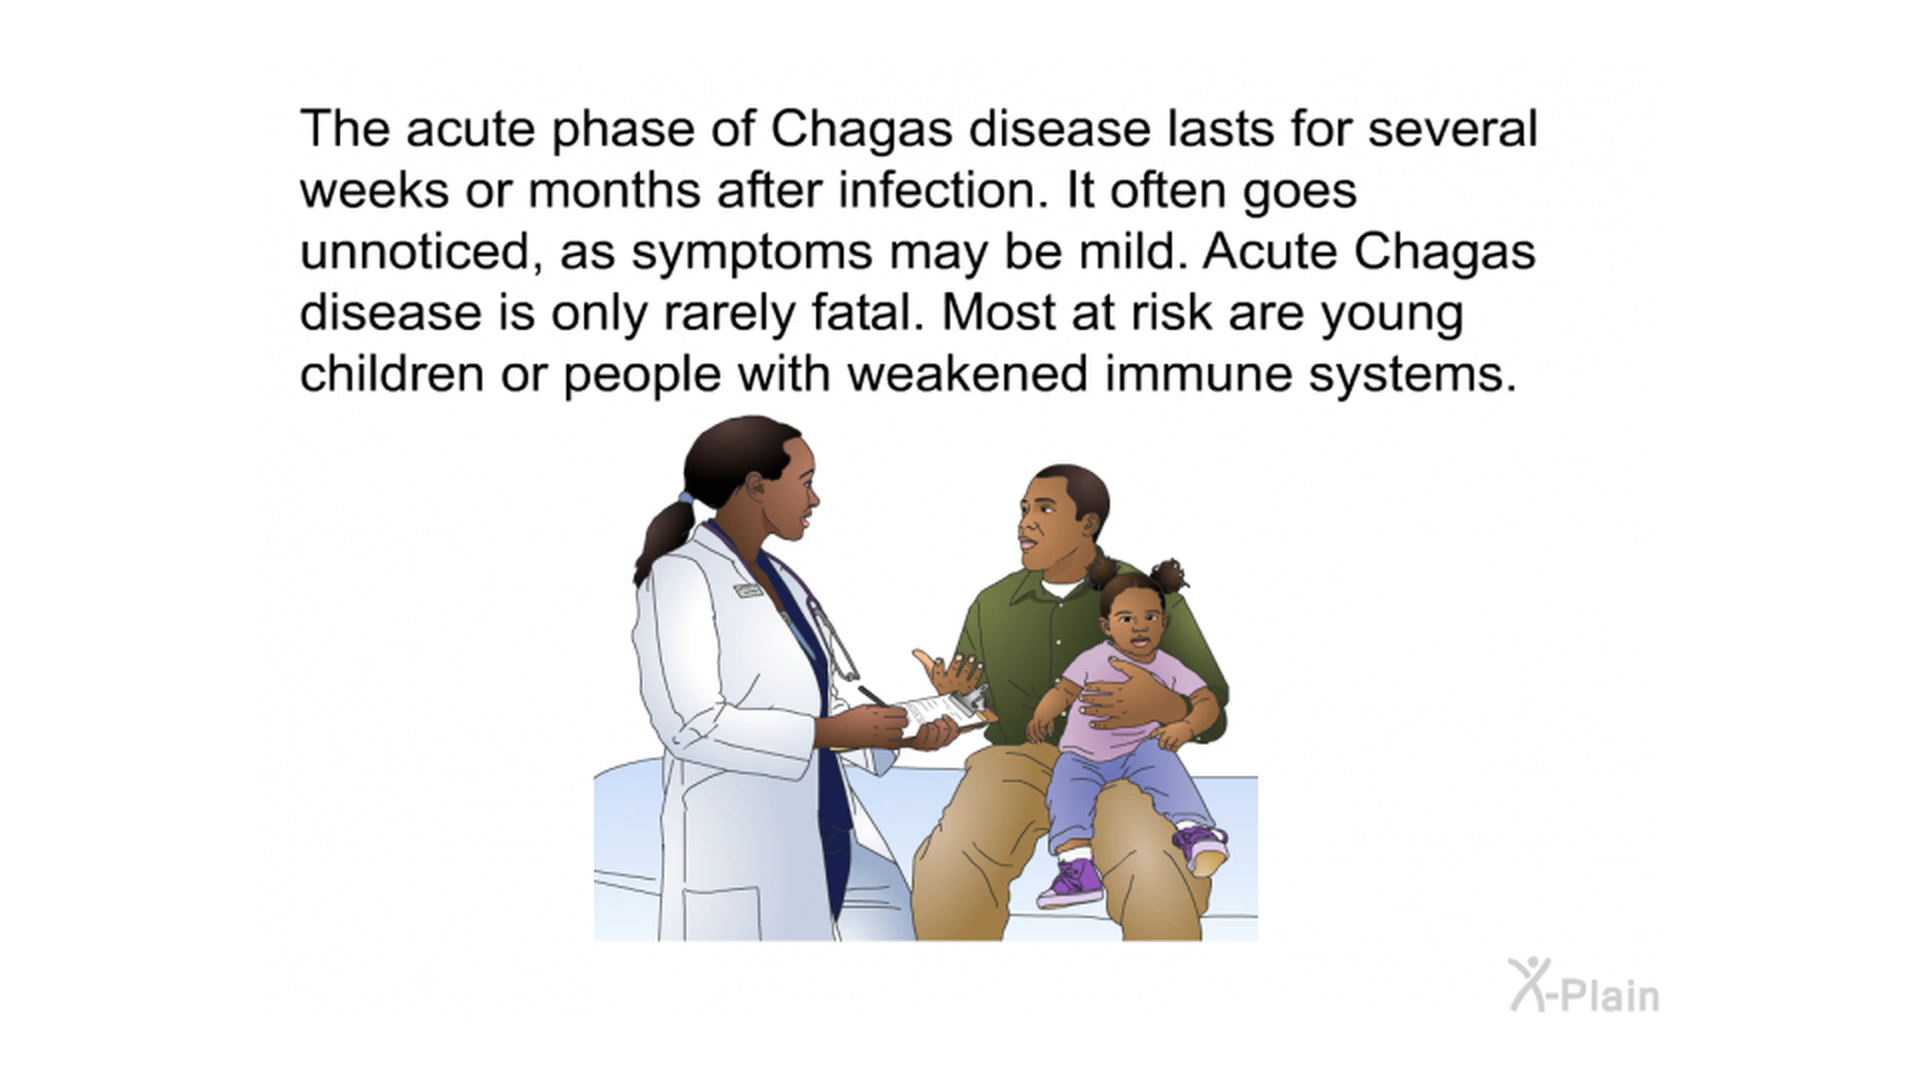 The acute phase of Chagas disease lasts for several
weeks or months after infection. It often goes
unnoticed, as symptoms may be mild. Acute Chagas
disease is only rarely fatal. Most at risk are young
children or people with weakened immune systems.
X-Plain